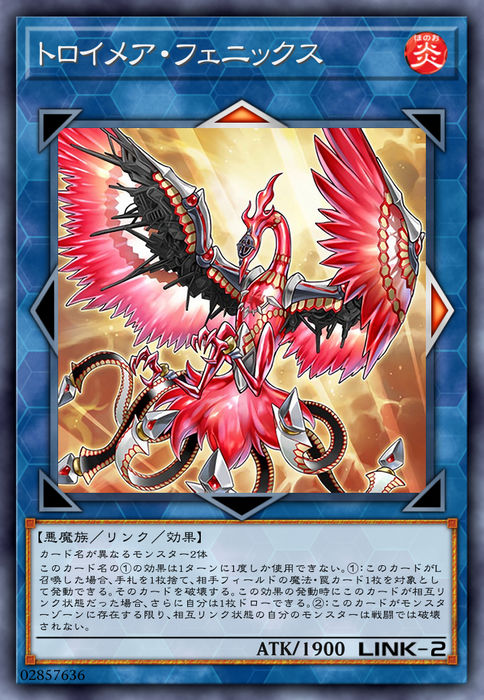 トロイメア・フェニックス
ほのお
炎
【悪魔族/リンク/効果】
カード名が異なるモンスター2体
このカード名の①の効果は1ターンに1度しか使用できない。①:このカードがL
召喚した場合、手札を1枚捨て、相手フィールドの魔法・罠カード1枚を対象とし
て発動できる。そのカードを破壊する。この効果の発動時にこのカードが相互リ
ンク状態だった場合、さらに自分は1枚ドローできる。②:このカードがモンスタ
ーゾーンに存在する限り、相互リンク状態の自分のモンスターは戦闘では破壊
されない。
ATK/1900 LINK-2
02857636